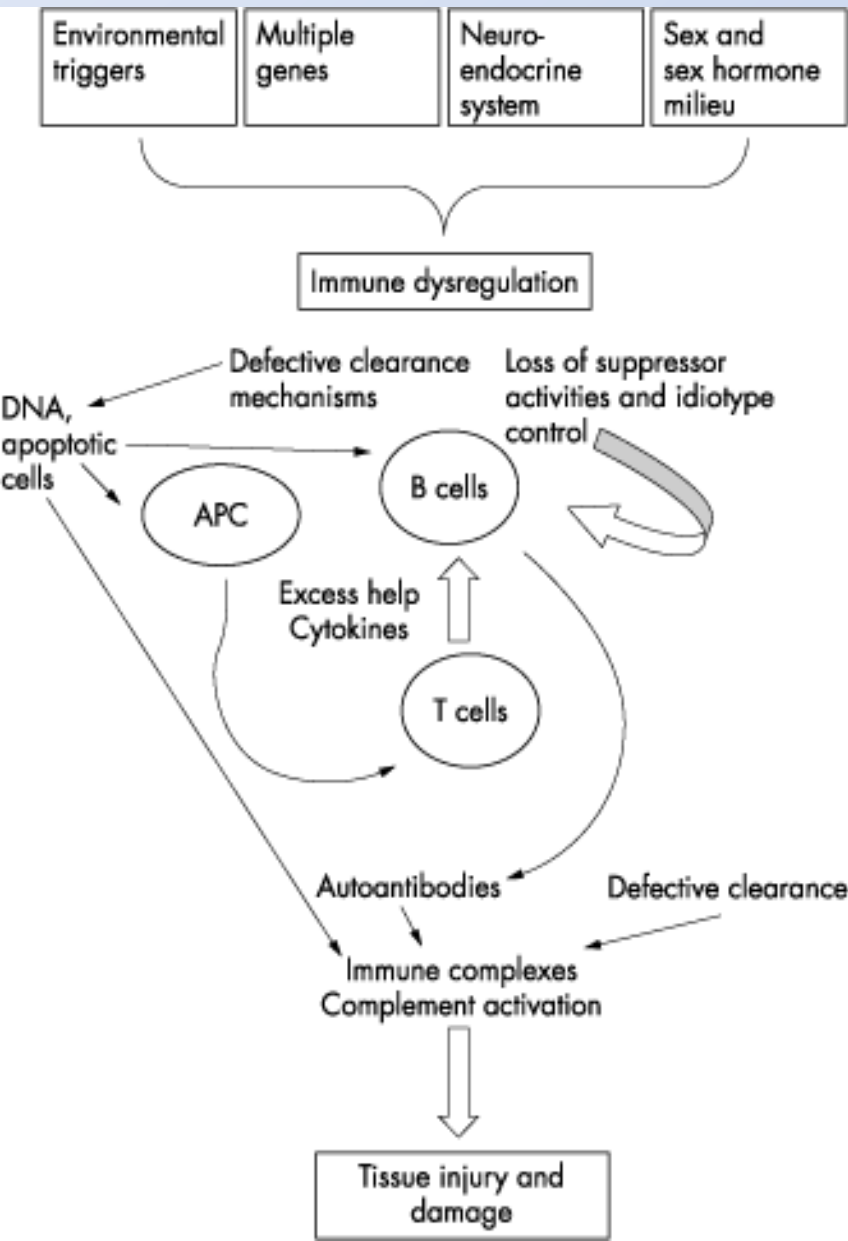 Environmental
triggers
Multiple
genes
Neuro-
endocrine
system
Sex and
sex hormone
milieu
Immune dysregulation
Defective clearance
mechanisms
Loss of suppressor
activities and idiotype
control
DNA,
apoptotic
cells
APC
B cells
Excess help
Cytokines
T cells
Autoantibodies
Defective clearance
Immune complexes
Complement activation
Tissue injury and
damage